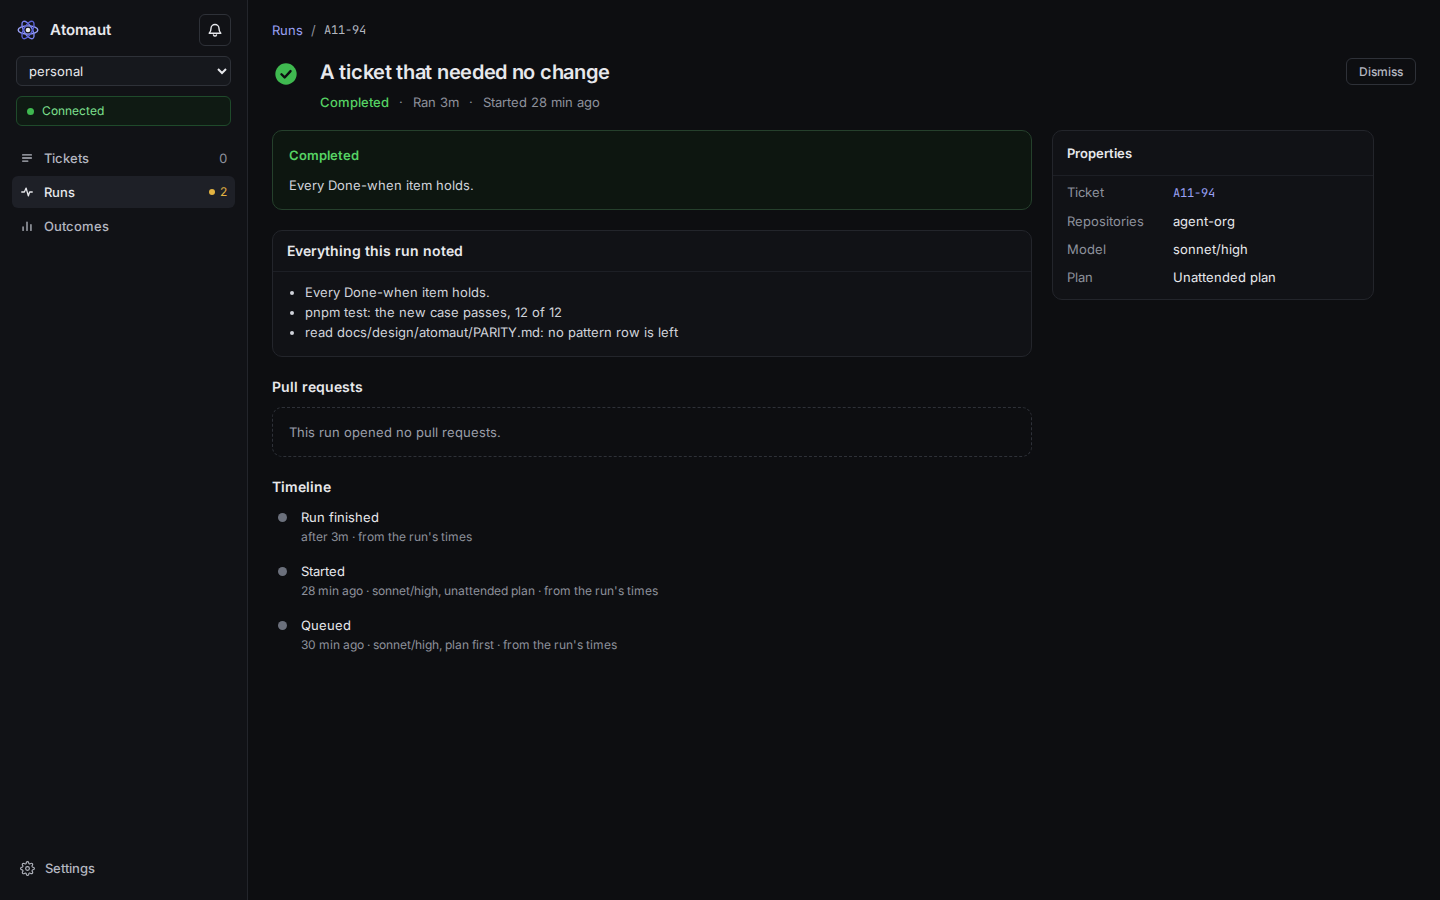 Atomaut
personal
Connected
Tickets 0
Runs 2
Outcomes
Settings
Runs / A11-94
A ticket that needed no change
Dismiss
Completed · Ran 3m · Started 28 min ago
Completed
Every Done-when item holds.
Everything this run noted
• Every Done-when item holds.
• pnpm test: the new case passes, 12 of 12
• read docs/design/atomaut/PARITY.md: no pattern row is left
Pull requests
This run opened no pull requests.
Timeline
Run finished
after 3m · from the run's times
Started
28 min ago · sonnet/high, unattended plan · from the run's times
Queued
30 min ago · sonnet/high, plan first · from the run's times
Properties
Ticket A11-94
Repositories agent-org
Model sonnet/high
Plan Unattended plan